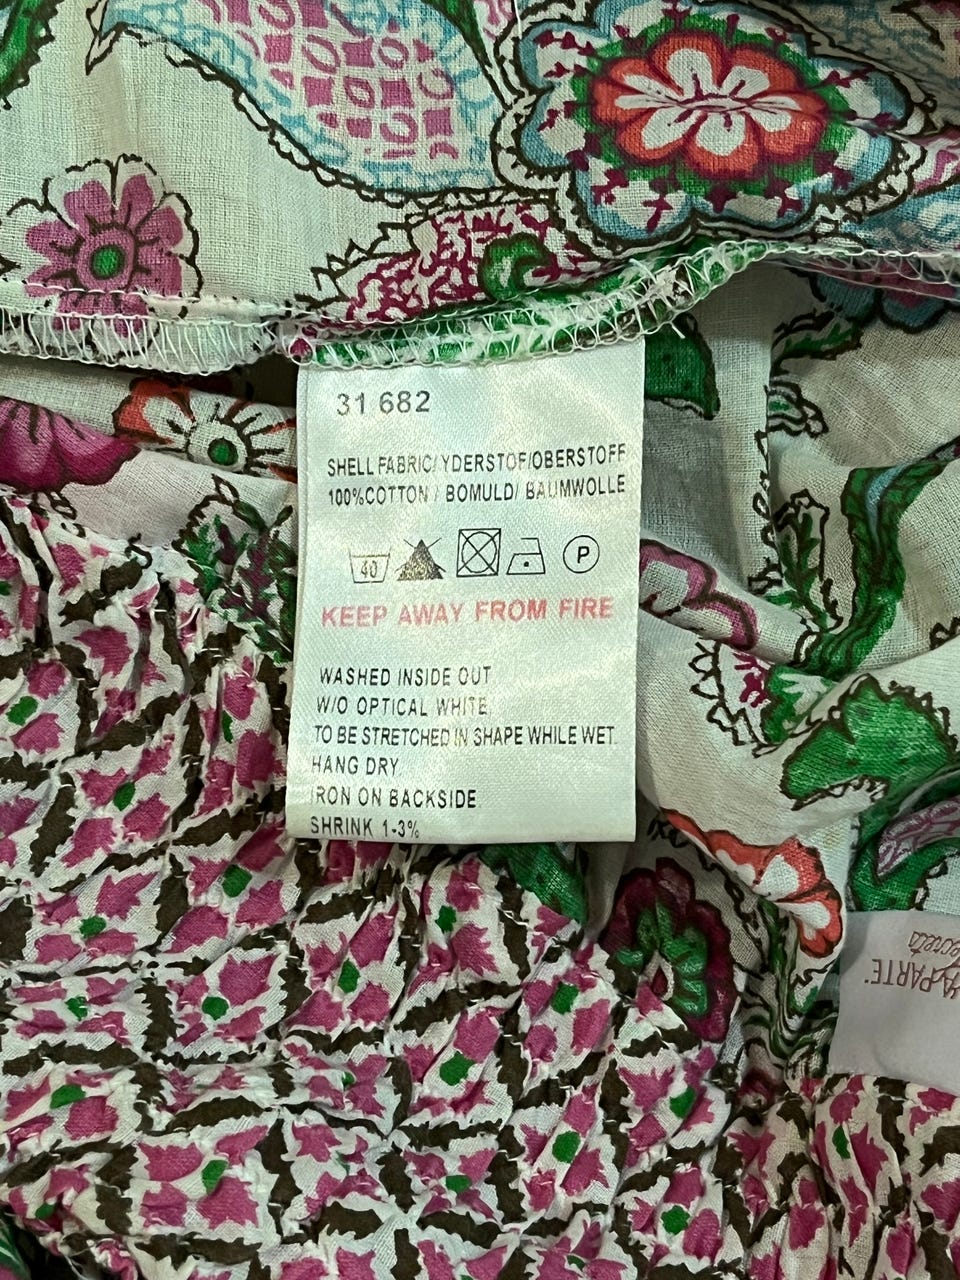 31 682
SHELL FABRIC/YDERSTOF/OBERSTOFF
100%COTTON / BOMULD/ BAUMWOLLE
40 P
KEEP AWAY FROM FIRE
WASHED INSIDE OUT
W/O OPTICAL WHITE.
TO BE STRETCHED IN SHAPE WHILE WET.
HANG DRY
IRON ON BACKSIDE
SHRINK 1-3%